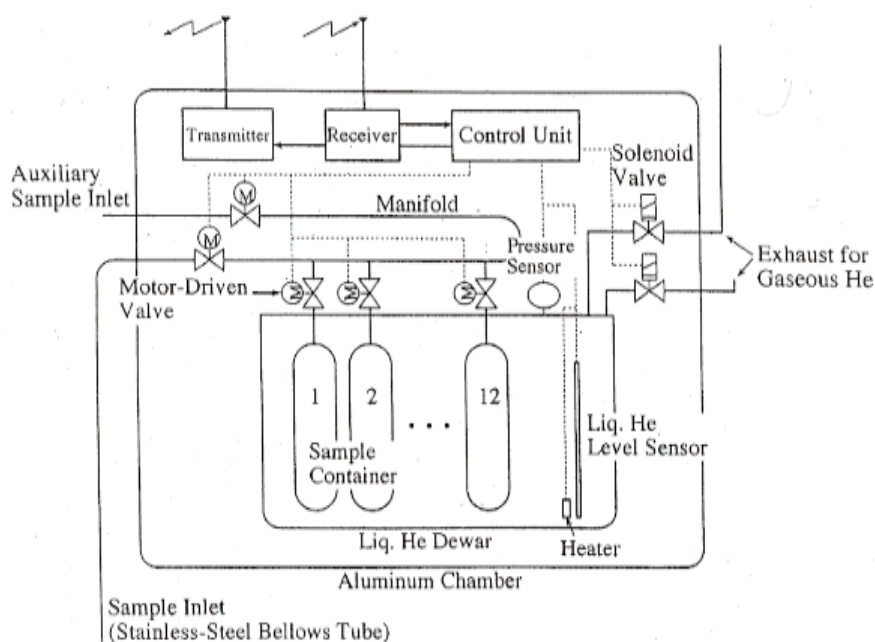 Transmitter
Receiver
Control Unit
Solenoid
Valve
Auxiliary
Sample Inlet
M
Manifold
M
Pressure
Sensor
Exhaust for
Gaseous He
Motor-Driven
Valve
M
M
M
1
2
12
Sample
Container
Liq. He
Level Sensor
Liq. He Dewar
Heater
Aluminum Chamber
Sample Inlet
(Stainless-Steel Bellows Tube)